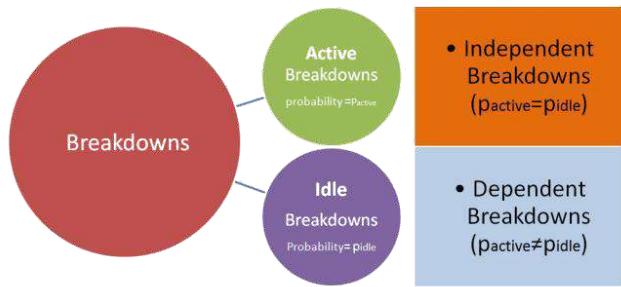 Breakdowns
Active
Breakdowns
probability=pactive
Idle
Breakdowns
Probability= pidle
• Independent
Breakdowns
(pactive=pidle)
• Dependent
Breakdowns
(pactive≠pidle)